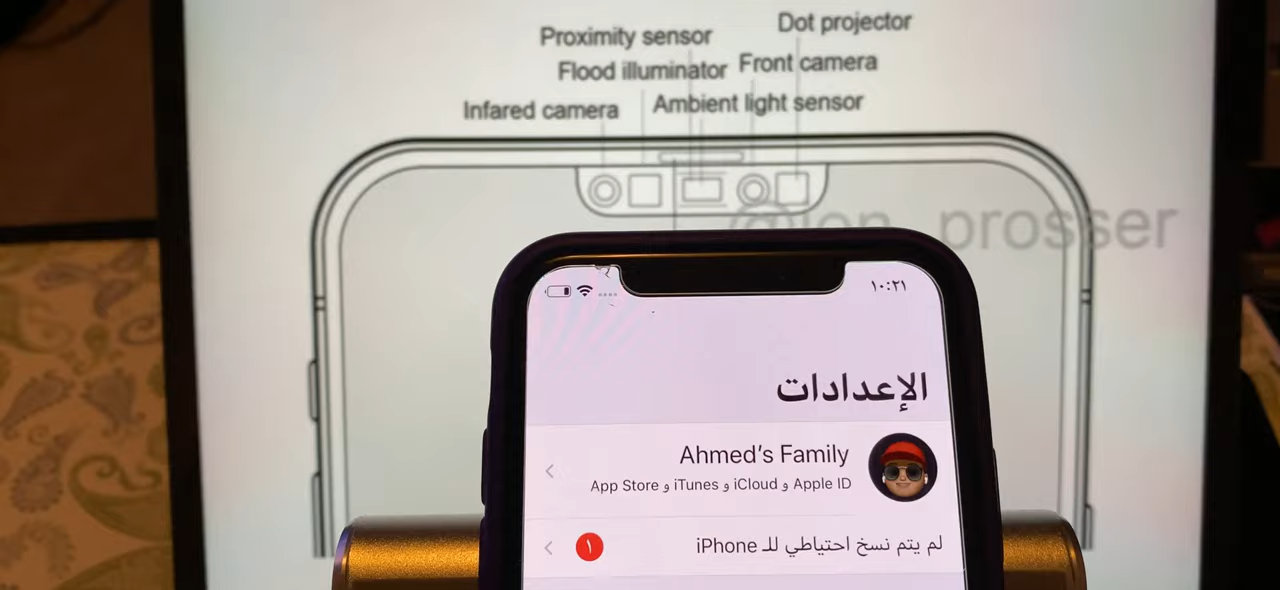 Dot projector
Proximity sensor
Front camera
Flood illuminator
Ambient light sensor
Infared camera
prosser
١٠:٢١
الإعدادات
Ahmed's Family
Apple ID و iCloud و iTunes و App Store
لم يتم نسخ احتياطي للـ iPhone
١